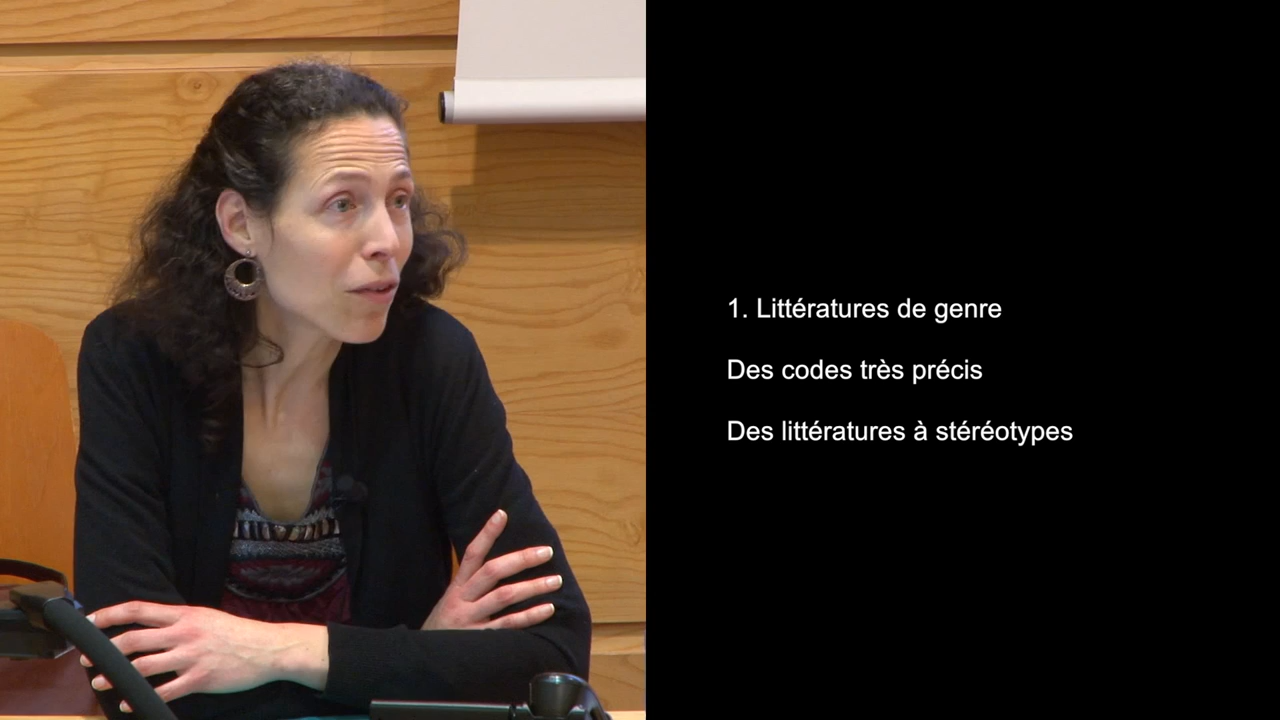 1. Littératures de genre
Des codes très précis
Des littératures à stéréotypes